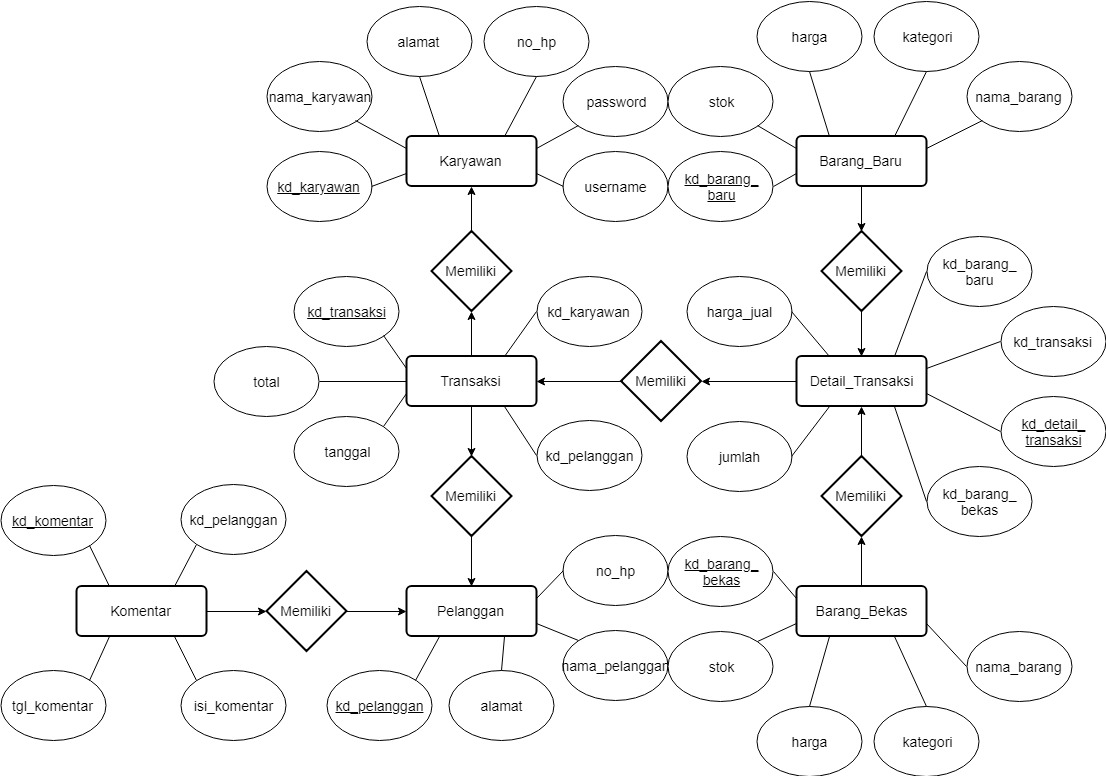 alamat
no_hp
harga
kategori
nama_karyawan
password
stok
nama_barang
Karyawan
Barang_Baru
kd_karyawan
username
kd_barang_
baru
Memiliki
Memiliki
kd_barang_
baru
kd_transaksi
kd_karyawan
harga_jual
kd_transaksi
total
Transaksi
Memiliki
Detail_Transaksi
kd_detail_
transaksi
tanggal
kd_pelanggan
jumlah
Memiliki
Memiliki
kd_barang_
bekas
kd_komentar
kd_pelanggan
no_hp
kd_barang_
bekas
Komentar
Memiliki
Pelanggan
Barang_Bekas
nama_pelanggan
stok
nama_barang
tgl_komentar
isi_komentar
kd_pelanggan
alamat
harga
kategori